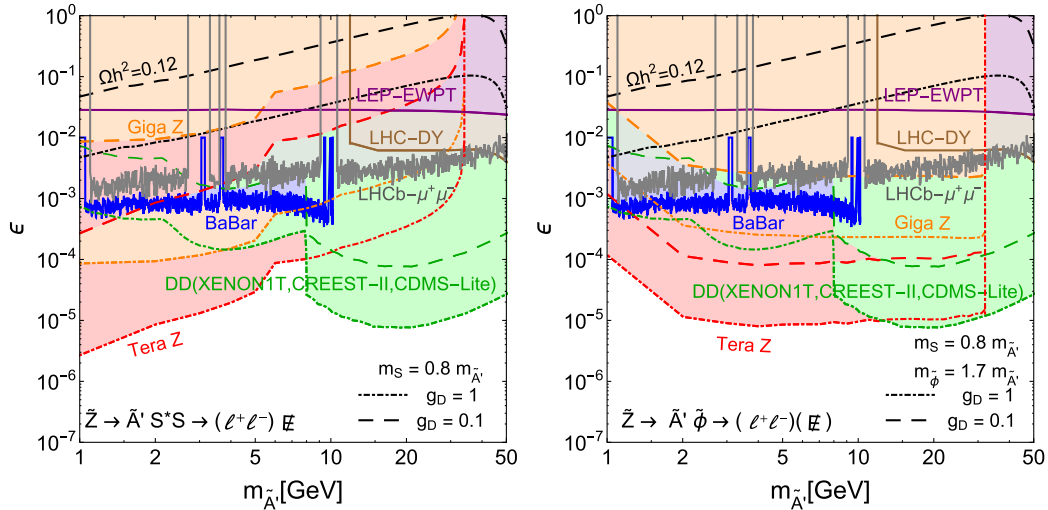 10⁰
10⁻¹
10⁻²
10⁻³
10⁻⁴
10⁻⁵
10⁻⁶
10⁻⁷
ϵ
Ωh²=0.12
LEP-EWPT
Giga Z
LHC-DY
LHCb-μ⁺μ⁻
BaBar
DD(XENON1T,CREEST-II,CDMS-Lite)
Tera Z
m_S = 0.8 m_Ã'
g_D = 1
g_D = 0.1
Z̃ → Ã' S*S → (ℓ⁺ℓ⁻) E̸
1 2 5 10 20 50
m_Ã'[GeV]
10⁰
10⁻¹
10⁻²
10⁻³
10⁻⁴
10⁻⁵
10⁻⁶
10⁻⁷
ϵ
Ωh²=0.12
LEP-EWPT
LHC-DY
LHCb-μ⁺μ⁻
BaBar
Giga Z
DD(XENON1T,CREEST-II,CDMS-Lite)
Tera Z
m_S = 0.8 m_Ã'
m_ϕ̃ = 1.7 m_Ã'
g_D = 1
g_D = 0.1
Z̃ → Ã' ϕ̃ → (ℓ⁺ℓ⁻)(E̸)
1 2 5 10 20 50
m_Ã'[GeV]